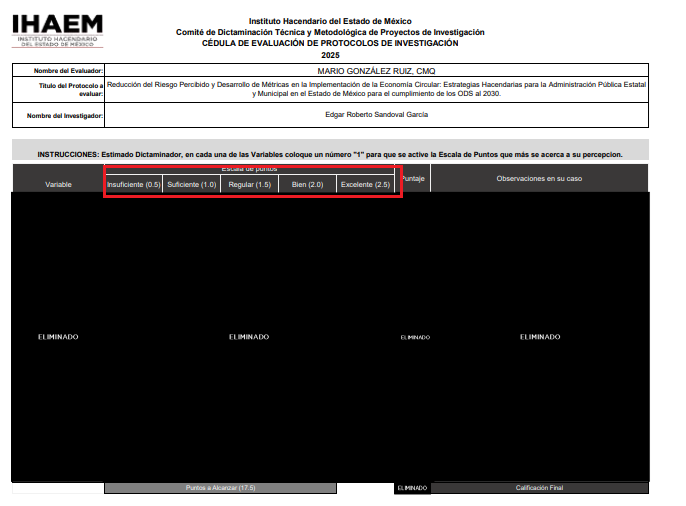 IHAEM
INSTITUTO HACENDARIO
DEL ESTADO DE MÉXICO
Instituto Hacendario del Estado de México
Comité de Dictaminación Técnica y Metodológica de Proyectos de Investigación
CÉDULA DE EVALUACIÓN DE PROTOCOLOS DE INVESTIGACIÓN
2025
Nombre del Evaluador: MARIO GONZÁLEZ RUIZ, CMQ
Título del Protocolo a evaluar: Reducción del Riesgo Percibido y Desarrollo de Métricas en la Implementación de la Economía Circular: Estrategias Hacendarias para la Administración Pública Estatal
y Municipal en el Estado de México para el cumplimiento de los ODS al 2030.
Nombre del Investigador: Edgar Roberto Sandoval García
INSTRUCCIONES: Estimado Dictaminador, en cada una de las Variables coloque un número "1" para que se active la Escala de Puntos que más se acerca a su percepcion.
Escala de puntos
Variable Insuficiente (0.5) Suficiente (1.0) Regular (1.5) Bien (2.0) Excelente (2.5) Puntaje Observaciones en su caso
ELIMINADO ELIMINADO ELIMINADO ELIMINADO
Puntos a Alcanzar (17.5) ELIMINADO Calificación Final